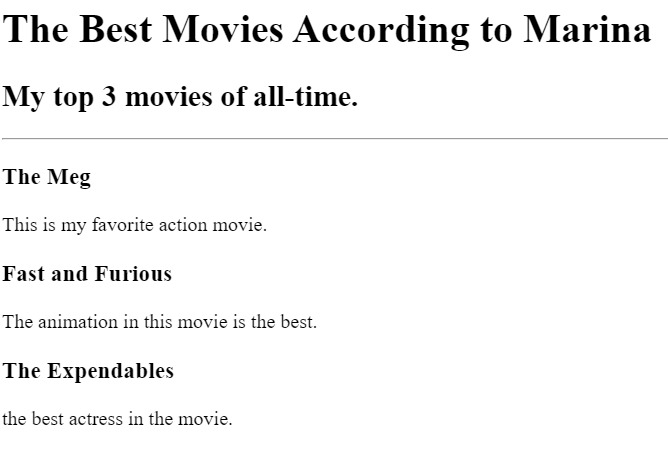 The Best Movies According to Marina
My top 3 movies of all-time.
The Meg
This is my favorite action movie.
Fast and Furious
The animation in this movie is the best.
The Expendables
the best actress in the movie.